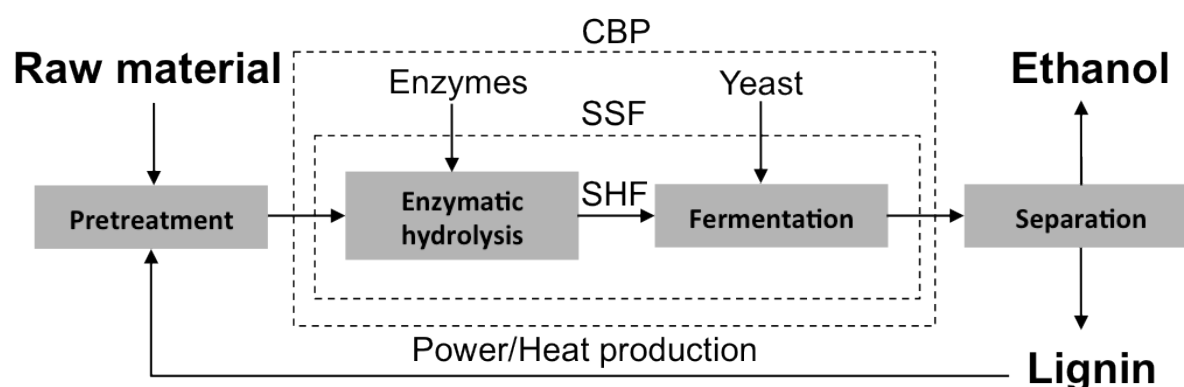 CBP
Raw material
Ethanol
Enzymes
Yeast
SSF
Pretreatment
Enzymatic
hydrolysis
SHF
Fermentation
Separation
Power/Heat production
Lignin